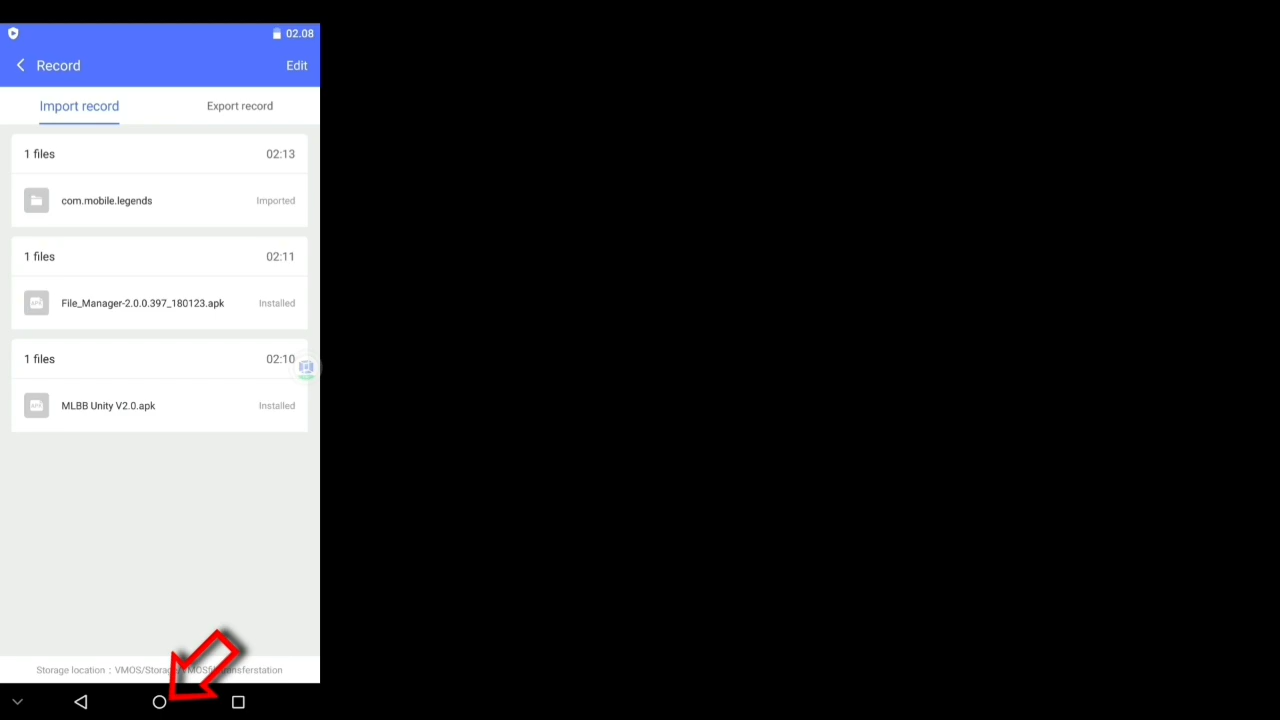 02.08
Record
Edit
Import record
Export record
1 files
02:13
com.mobile.legends
Imported
1 files
02:11
File_Manager-2.0.0.397_180123.apk
Installed
1 files
02:10
MLBB Unity V2.0.apk
Installed
Storage location : VMOS/Storag